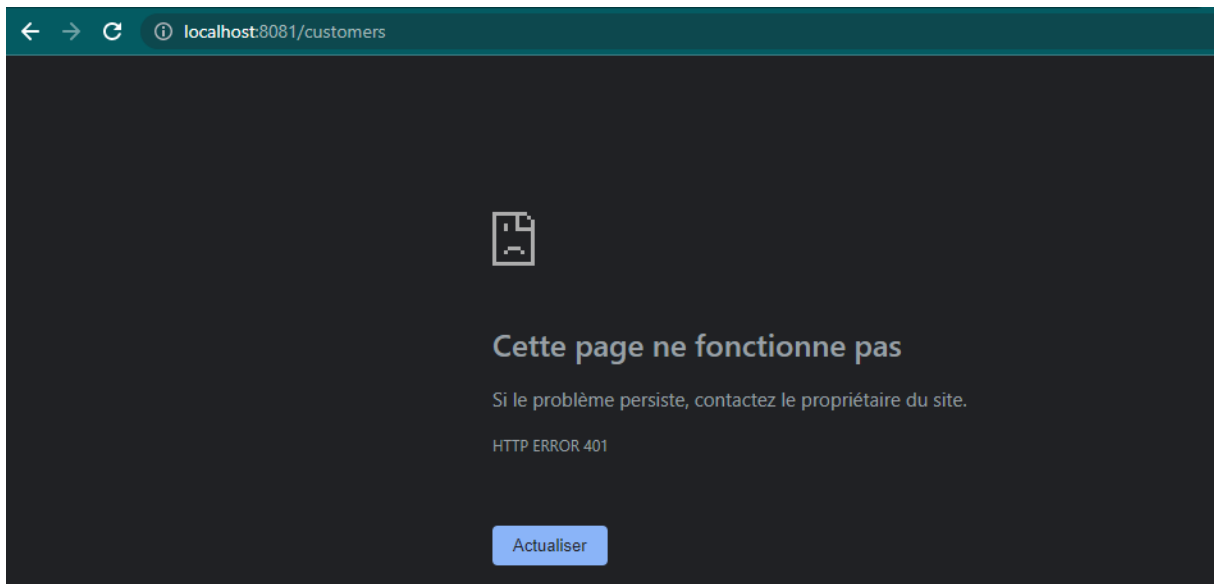 localhost:8081/customers
Cette page ne fonctionne pas
Si le problème persiste, contactez le propriétaire du site.
HTTP ERROR 401
Actualiser